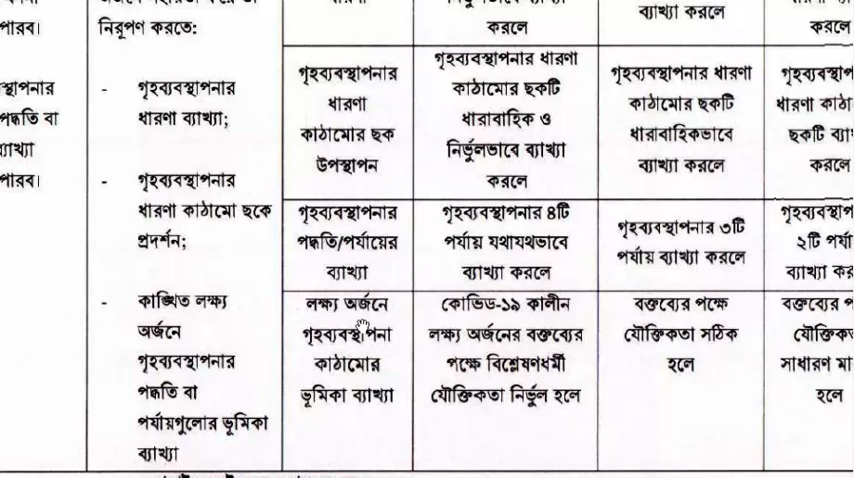 পারব।
নিরূপণ করতে:
করলে
ব্যাখ্যা করলে
করলে
স্থাপনার
পদ্ধতি বা
ব্যাখ্যা
পারব।
- গৃহব্যবস্থাপনার
ধারণা ব্যাখ্যা;
- গৃহব্যবস্থাপনার
ধারণা কাঠামো ছকে
প্রদর্শন;
- কাঙ্খিত লক্ষ্য
অর্জনে
গৃহব্যবস্থাপনার
পদ্ধতি বা
পর্যায়গুলোর ভূমিকা
ব্যাখ্যা
গৃহব্যবস্থাপনার
ধারণা
কাঠামোর ছক
উপস্থাপন
গৃহব্যবস্থাপনার ধারণা
কাঠামোর ছকটি
ধারাবাহিক ও
নির্ভুলভাবে ব্যাখ্যা
করলে
গৃহব্যবস্থাপনার ধারণা
কাঠামোর ছকটি
ধারাবাহিকভাবে
ব্যাখ্যা করলে
গৃহব্যবস্থাপ
ধারণা কাঠা
ছকটি ব্যা
করলে
গৃহব্যবস্থাপনার
পদ্ধতি/পর্যায়ের
ব্যাখ্যা
গৃহব্যবস্থাপনার ৪টি
পর্যায় যথাযথভাবে
ব্যাখ্যা করলে
গৃহব্যবস্থাপনার ৩টি
পর্যায় ব্যাখ্যা করলে
গৃহব্যবস্থাপ
২টি পর্যা
ব্যাখ্যা কর
লক্ষ্য অর্জনে
গৃহব্যবস্থাপনা
কাঠামোর
ভূমিকা ব্যাখ্যা
কোভিড-১৯ কালীন
লক্ষ্য অর্জনের বক্তব্যের
পক্ষে বিশ্লেষণধর্মী
যৌক্তিকতা নির্ভুল হলে
বক্তব্যের পক্ষে
যৌক্তিকতা সঠিক
হলে
বক্তব্যের প
যৌক্তিক
সাধারণ মা
হলে